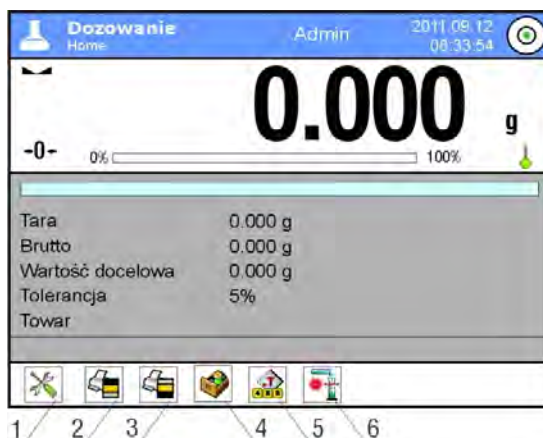 Dozowanie
Home
Admin
2011.09.12
08:33:54
0.000
g
-0-
0%
100%
Tara 0.000 g
Brutto 0.000 g
Wartość docelowa 0.000 g
Tolerancja 5%
Towar
1 2 3 4 5 6